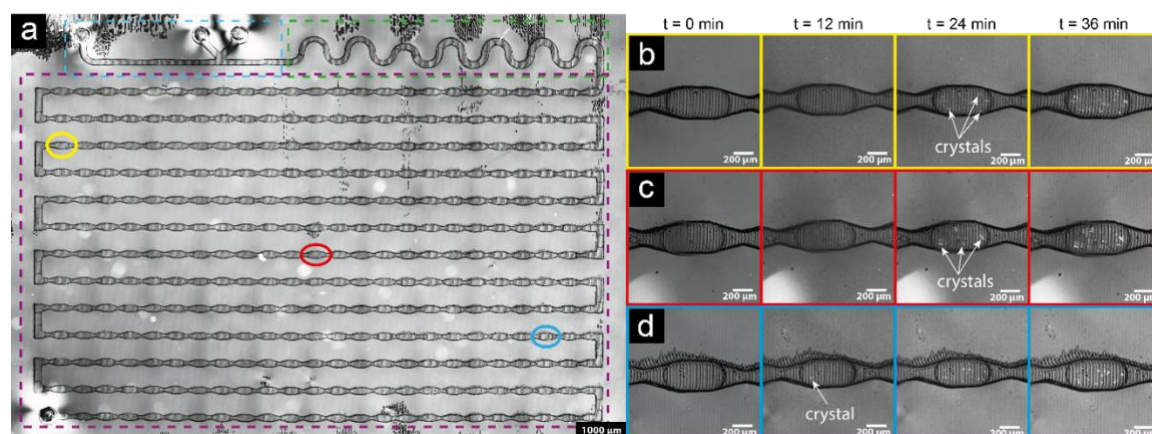 a
1000 μm
t = 0 min t = 12 min t = 24 min t = 36 min
b
crystals
200 μm 200 μm 200 μm 200 μm
c
crystals
200 μm 200 μm 200 μm 200 μm
d
crystal
200 μm 200 μm 200 μm 200 μm